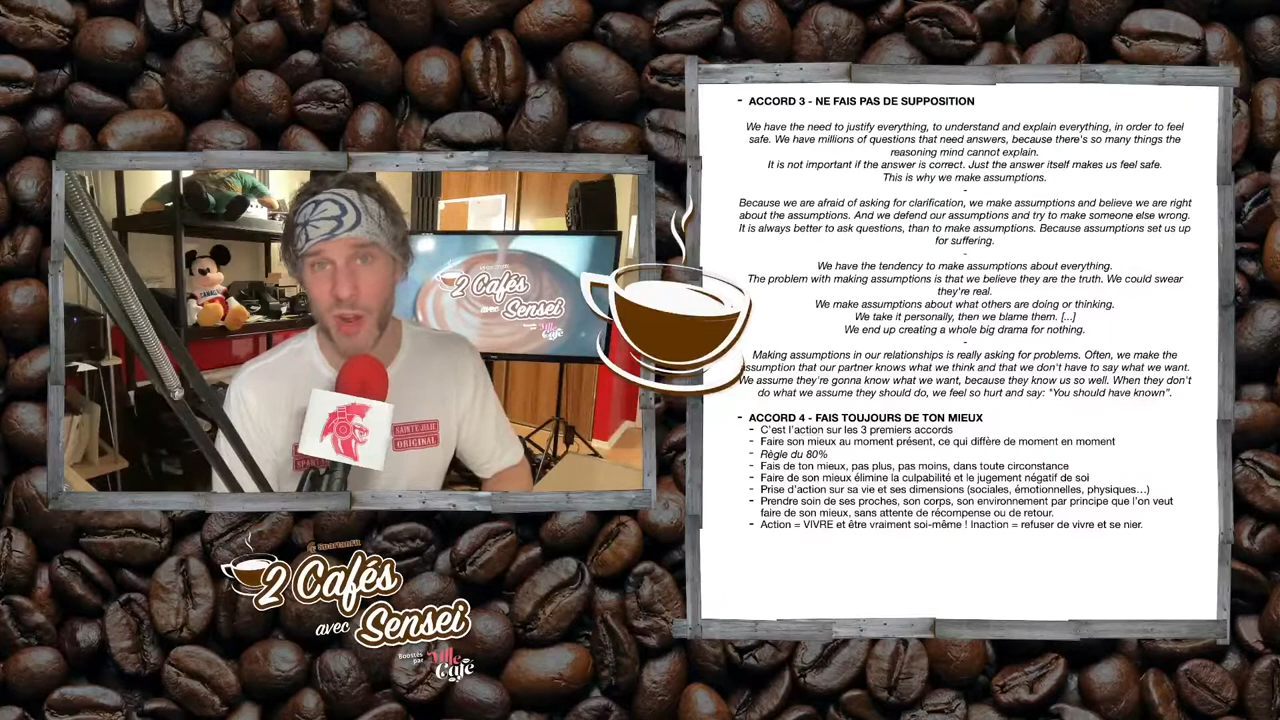 - ACCORD 3 - NE FAIS PAS DE SUPPOSITION
We have the need to justify everything, to understand and explain everything, in order to feel
safe. We have millions of questions that need answers, because there's so many things the
reasoning mind cannot explain.
It is not important if the answer is correct. Just the answer itself makes us feel safe.
This is why we make assumptions.
-
Because we are afraid of asking for clarification, we make assumptions and believe we are right
about the assumptions. And we defend our assumptions and try to make someone else wrong.
It is always better to ask questions, than to make assumptions. Because assumptions set us up
for suffering.
-
We have the tendency to make assumptions about everything.
The problem with making assumptions is that we believe they are the truth. We could swear
they're real.
We make assumptions about what others are doing or thinking.
We take it personally, then we blame them. [...]
We end up creating a whole big drama for nothing.
-
Making assumptions in our relationships is really asking for problems. Often, we make the
assumption that our partner knows what we think and that we don't have to say what we want.
We assume they're gonna know what we want, because they know us so well. When they don't
do what we assume they should do, we feel so hurt and say: "You should have known".
- ACCORD 4 - FAIS TOUJOURS DE TON MIEUX
- C'est l'action sur les 3 premiers accords
- Faire son mieux au moment présent, ce qui diffère de moment en moment
- Règle du 80%
- Fais de ton mieux, pas plus, pas moins, dans toute circonstance
- Faire de son mieux élimine la culpabilité et le jugement négatif de soi
- Prise d'action sur sa vie et ses dimensions (sociales, émotionnelles, physiques…)
- Prendre soin de ses proches, son corps, son environnement par principe que l'on veut
faire de son mieux, sans attente de récompense ou de retour.
- Action = VIVRE et être vraiment soi-même ! Inaction = refuser de vivre et se nier.
2 Cafés
avec Sensei
Boostés
par
Café
SAINTE-JULIE
ORIGINAL
2 Cafés
avec Sensei
Boostés
par Ville
Café